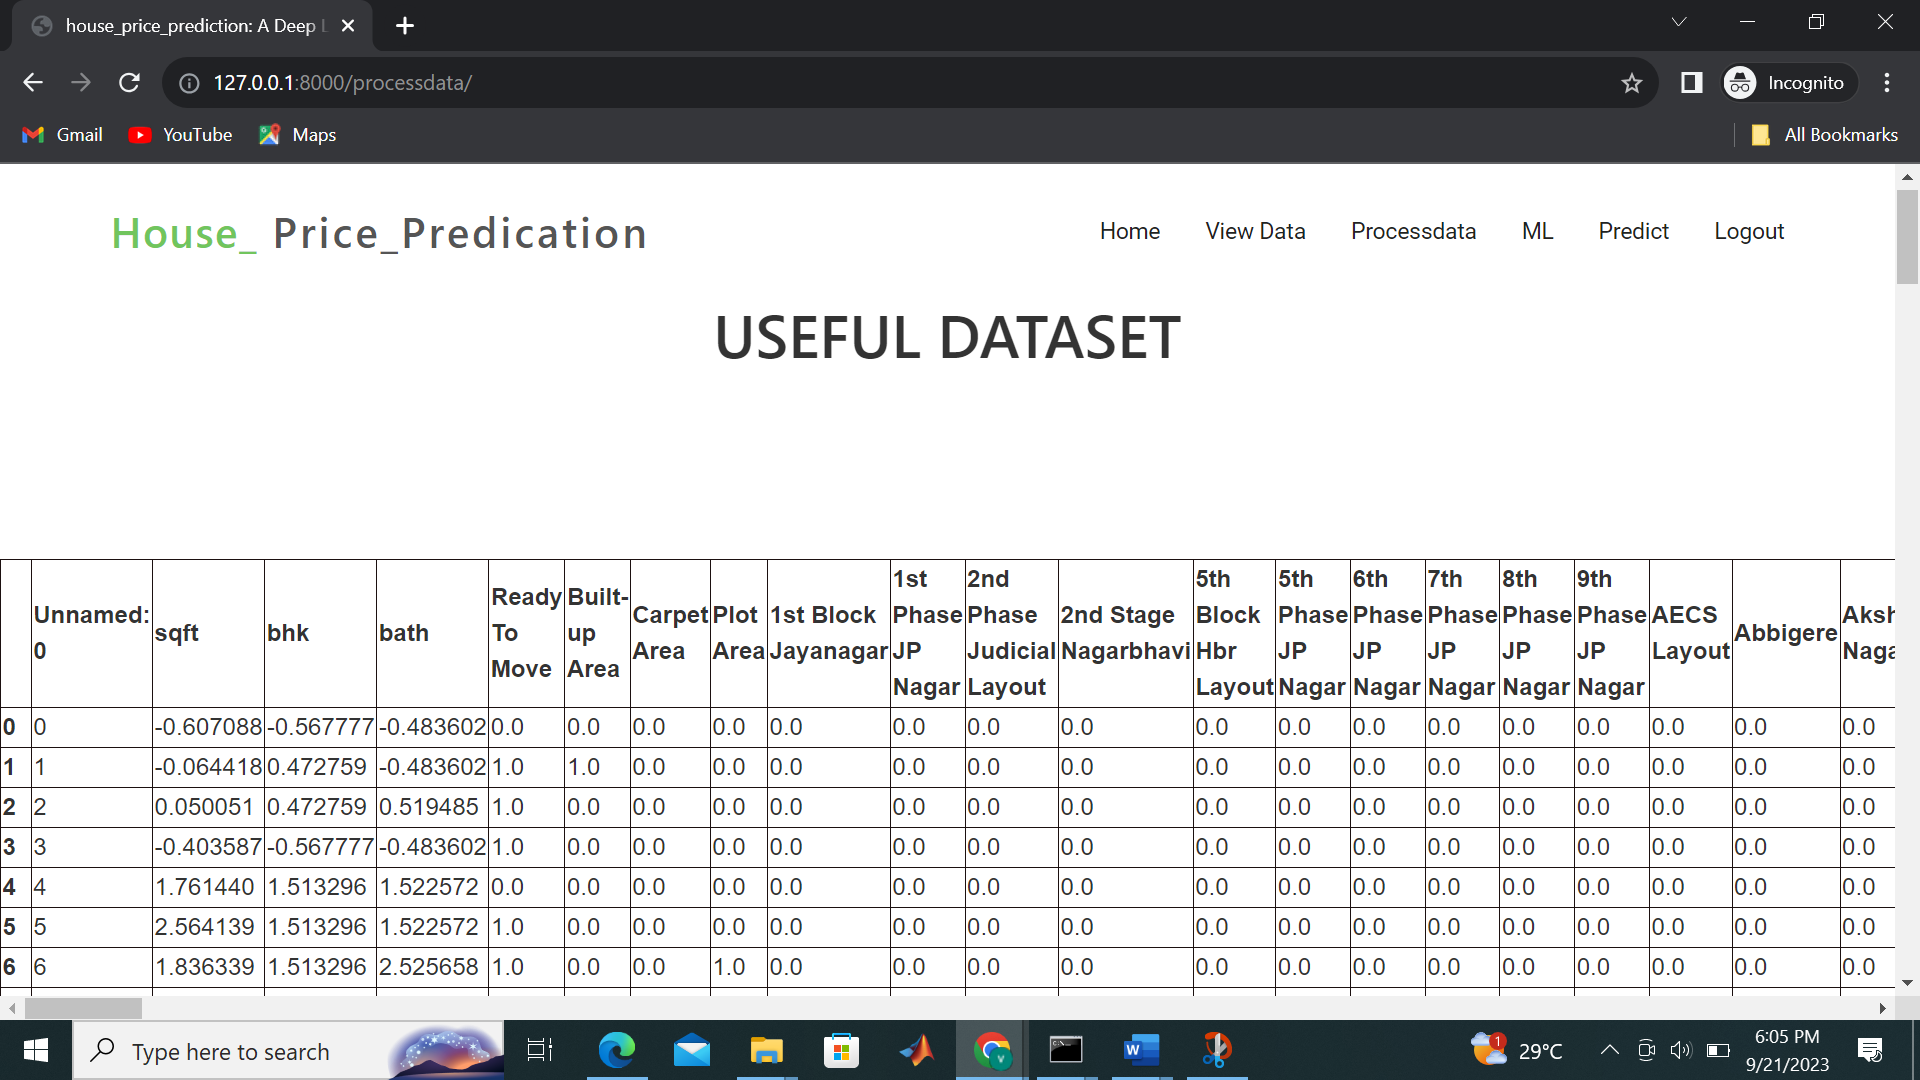 house_price_prediction: A Deep
127.0.0.1:8000/processdata/
Incognito
Gmail YouTube Maps All Bookmarks
House_ Price_Predication
Home View Data Processdata ML Predict Logout
USEFUL DATASET
Unnamed: 0 sqft bhk bath Ready To Move Built-up Area Carpet Area Plot Area 1st Block Jayanagar 1st Phase JP Nagar 2nd Phase Judicial Layout 2nd Stage Nagarbhavi 5th Block Hbr Layout 5th Phase JP Nagar 6th Phase JP Nagar 7th Phase JP Nagar 8th Phase JP Nagar 9th Phase JP Nagar AECS Layout Abbigere
0 0 -0.607088 -0.567777 -0.483602 0.0 0.0 0.0 0.0 0.0 0.0 0.0 0.0 0.0 0.0 0.0 0.0 0.0 0.0 0.0 0.0 0.0
1 1 -0.064418 0.472759 -0.483602 1.0 1.0 0.0 0.0 0.0 0.0 0.0 0.0 0.0 0.0 0.0 0.0 0.0 0.0 0.0 0.0 0.0
2 2 0.050051 0.472759 0.519485 1.0 0.0 0.0 0.0 0.0 0.0 0.0 0.0 0.0 0.0 0.0 0.0 0.0 0.0 0.0 0.0 0.0
3 3 -0.403587 -0.567777 -0.483602 1.0 0.0 0.0 0.0 0.0 0.0 0.0 0.0 0.0 0.0 0.0 0.0 0.0 0.0 0.0 0.0 0.0
4 4 1.761440 1.513296 1.522572 0.0 0.0 0.0 0.0 0.0 0.0 0.0 0.0 0.0 0.0 0.0 0.0 0.0 0.0 0.0 0.0 0.0
5 5 2.564139 1.513296 1.522572 1.0 0.0 0.0 0.0 0.0 0.0 0.0 0.0 0.0 0.0 0.0 0.0 0.0 0.0 0.0 0.0 0.0
6 6 1.836339 1.513296 2.525658 1.0 0.0 0.0 1.0 0.0 0.0 0.0 0.0 0.0 0.0 0.0 0.0 0.0 0.0 0.0 0.0 0.0
Type here to search
1
29°C
6:05 PM
9/21/2023